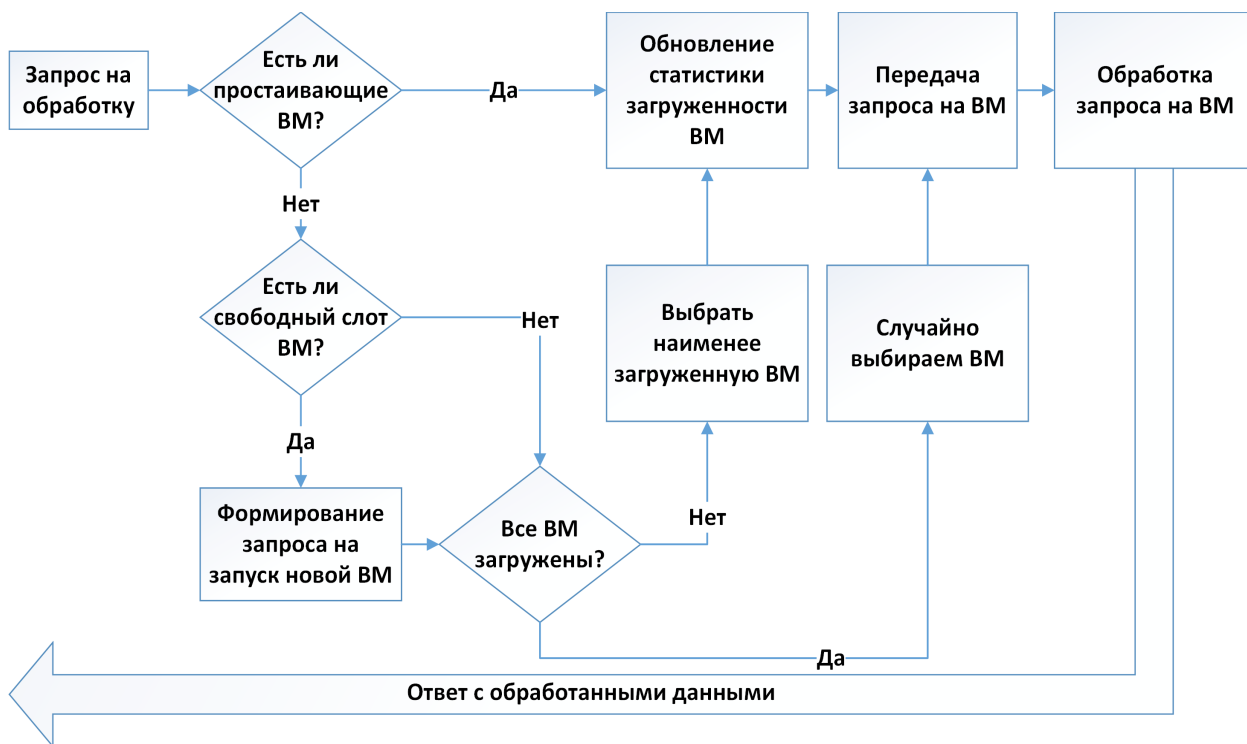 Запрос на
обработку
Есть ли
простаивающие
ВМ?
Да
Обновление
статистики
загруженности
ВМ
Передача
запроса на ВМ
Обработка
запроса на ВМ
Нет
Есть ли
свободный слот
ВМ?
Нет
Выбрать
наименее
загруженную ВМ
Случайно
выбираем ВМ
Да
Формирование
запроса на
запуск новой ВМ
Все ВМ
загружены?
Нет
Да
Ответ с обработанными данными